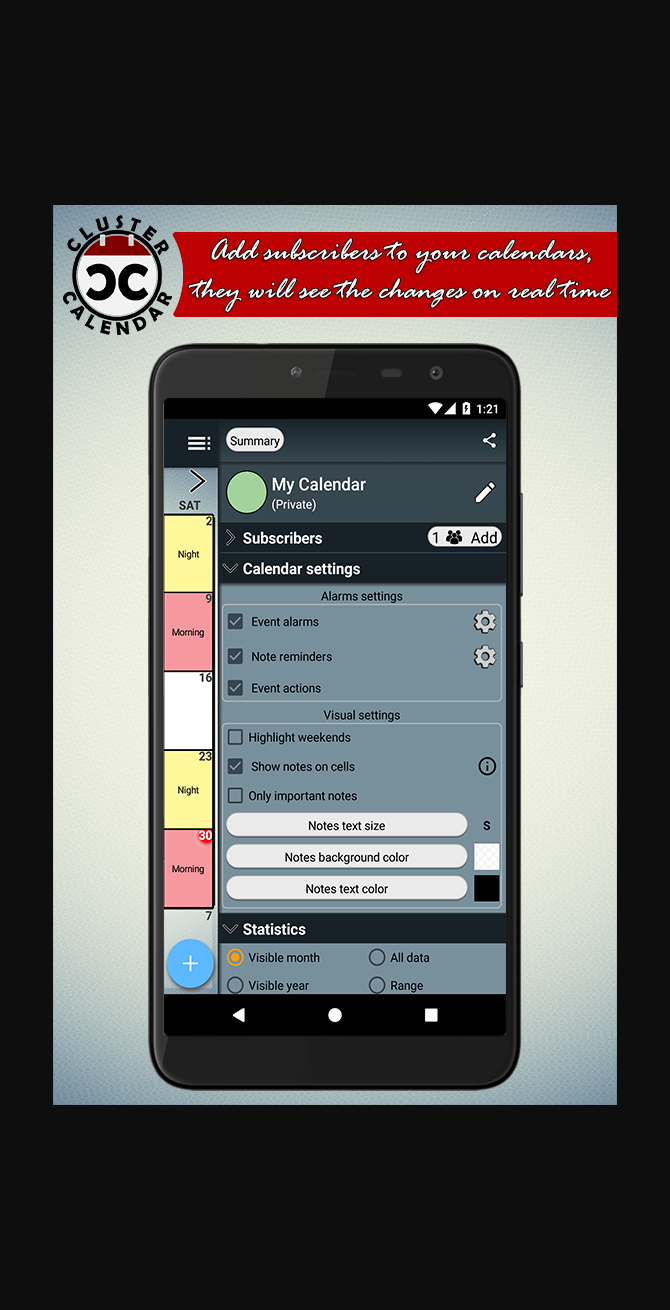 CLUSTER
CALENDAR
Add subscribers to your calendars,
they will see the changes on real time
1:21
Summary
My Calendar
(Private)
SAT
2
Night
9
Morning
16
23
Night
30
Morning
7
Subscribers
1 Add
Calendar settings
Alarms settings
Event alarms
Note reminders
Event actions
Visual settings
Highlight weekends
Show notes on cells
Only important notes
Notes text size
S
Notes background color
Notes text color
Statistics
Visible month
All data
Visible year
Range